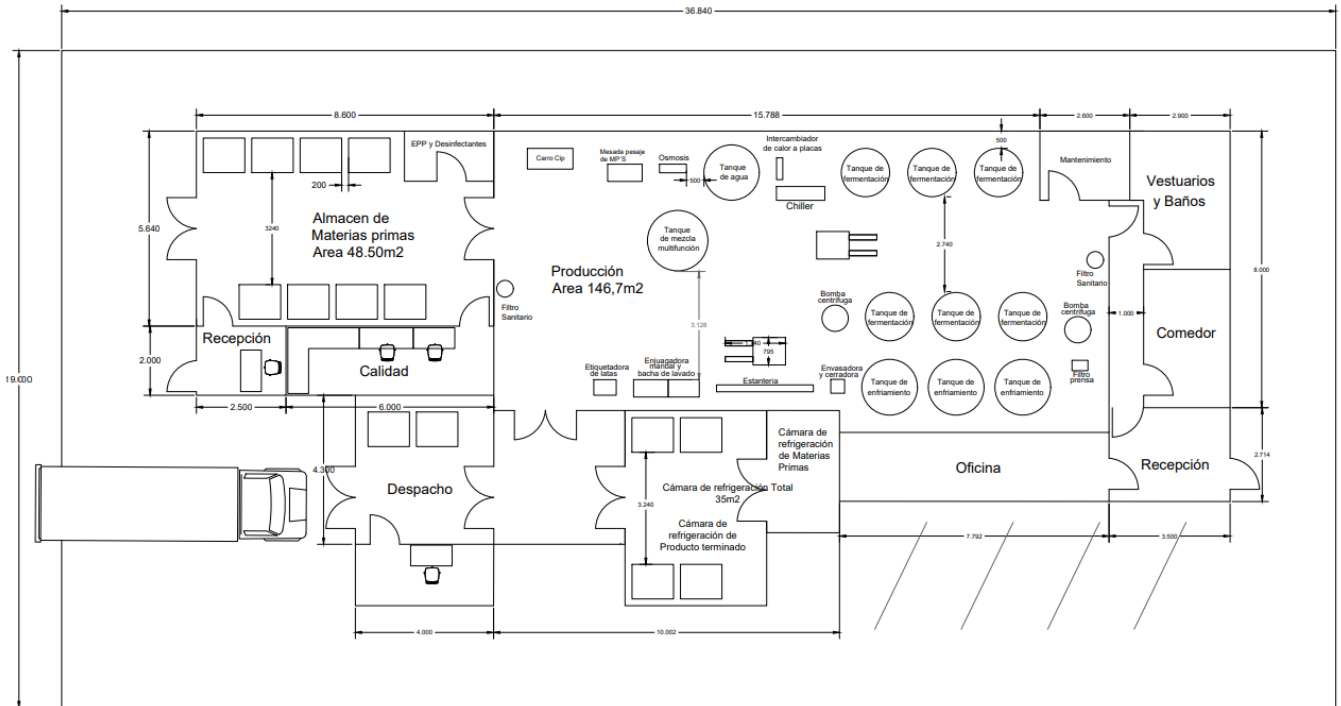 36.840
8.600
15.788
2.600
2.900
EPP y Desinfectantes
Carro Cip
Mesada pesaje
de MP'S
Osmosis
500
Tanque
de agua
Intercambiador
de calor a placas
Chiller
Tanque de
fermentación
Tanque de
fermentación
Tanque de
fermentación
500
Mantenimiento
Vestuarios
y Baños
200
3240
5.640
Almacen de
Materias primas
Area 48.50m2
Tanque
de mezcla
multifunción
2.740
8.000
Producción
Area 146,7m2
Filtro
Sanitario
Filtro
Sanitario
3.128
Bomba
centrífuga
Tanque de
fermentación
Tanque de
fermentación
Tanque de
fermentación
Bomba
centrífuga
1.000
Comedor
Recepción
2.000
Calidad
795
Etiquetadora
de latas
Enjuagadora
manual y
bacha de lavado
Estanteria
Envasadora
y cerradora
Tanque de
enfriamiento
Tanque de
enfriamiento
Tanque de
enfriamiento
Filtro
prensa
19.000
2.500
6.000
4.300
Despacho
Cámara de
refrigeración
de Materias
Primas
Oficina
Recepción
2.714
Cámara de refrigeración Total
35m2
3.240
Cámara de
refrigeración de
Producto terminado
7.792
3.500
4.000
10.002